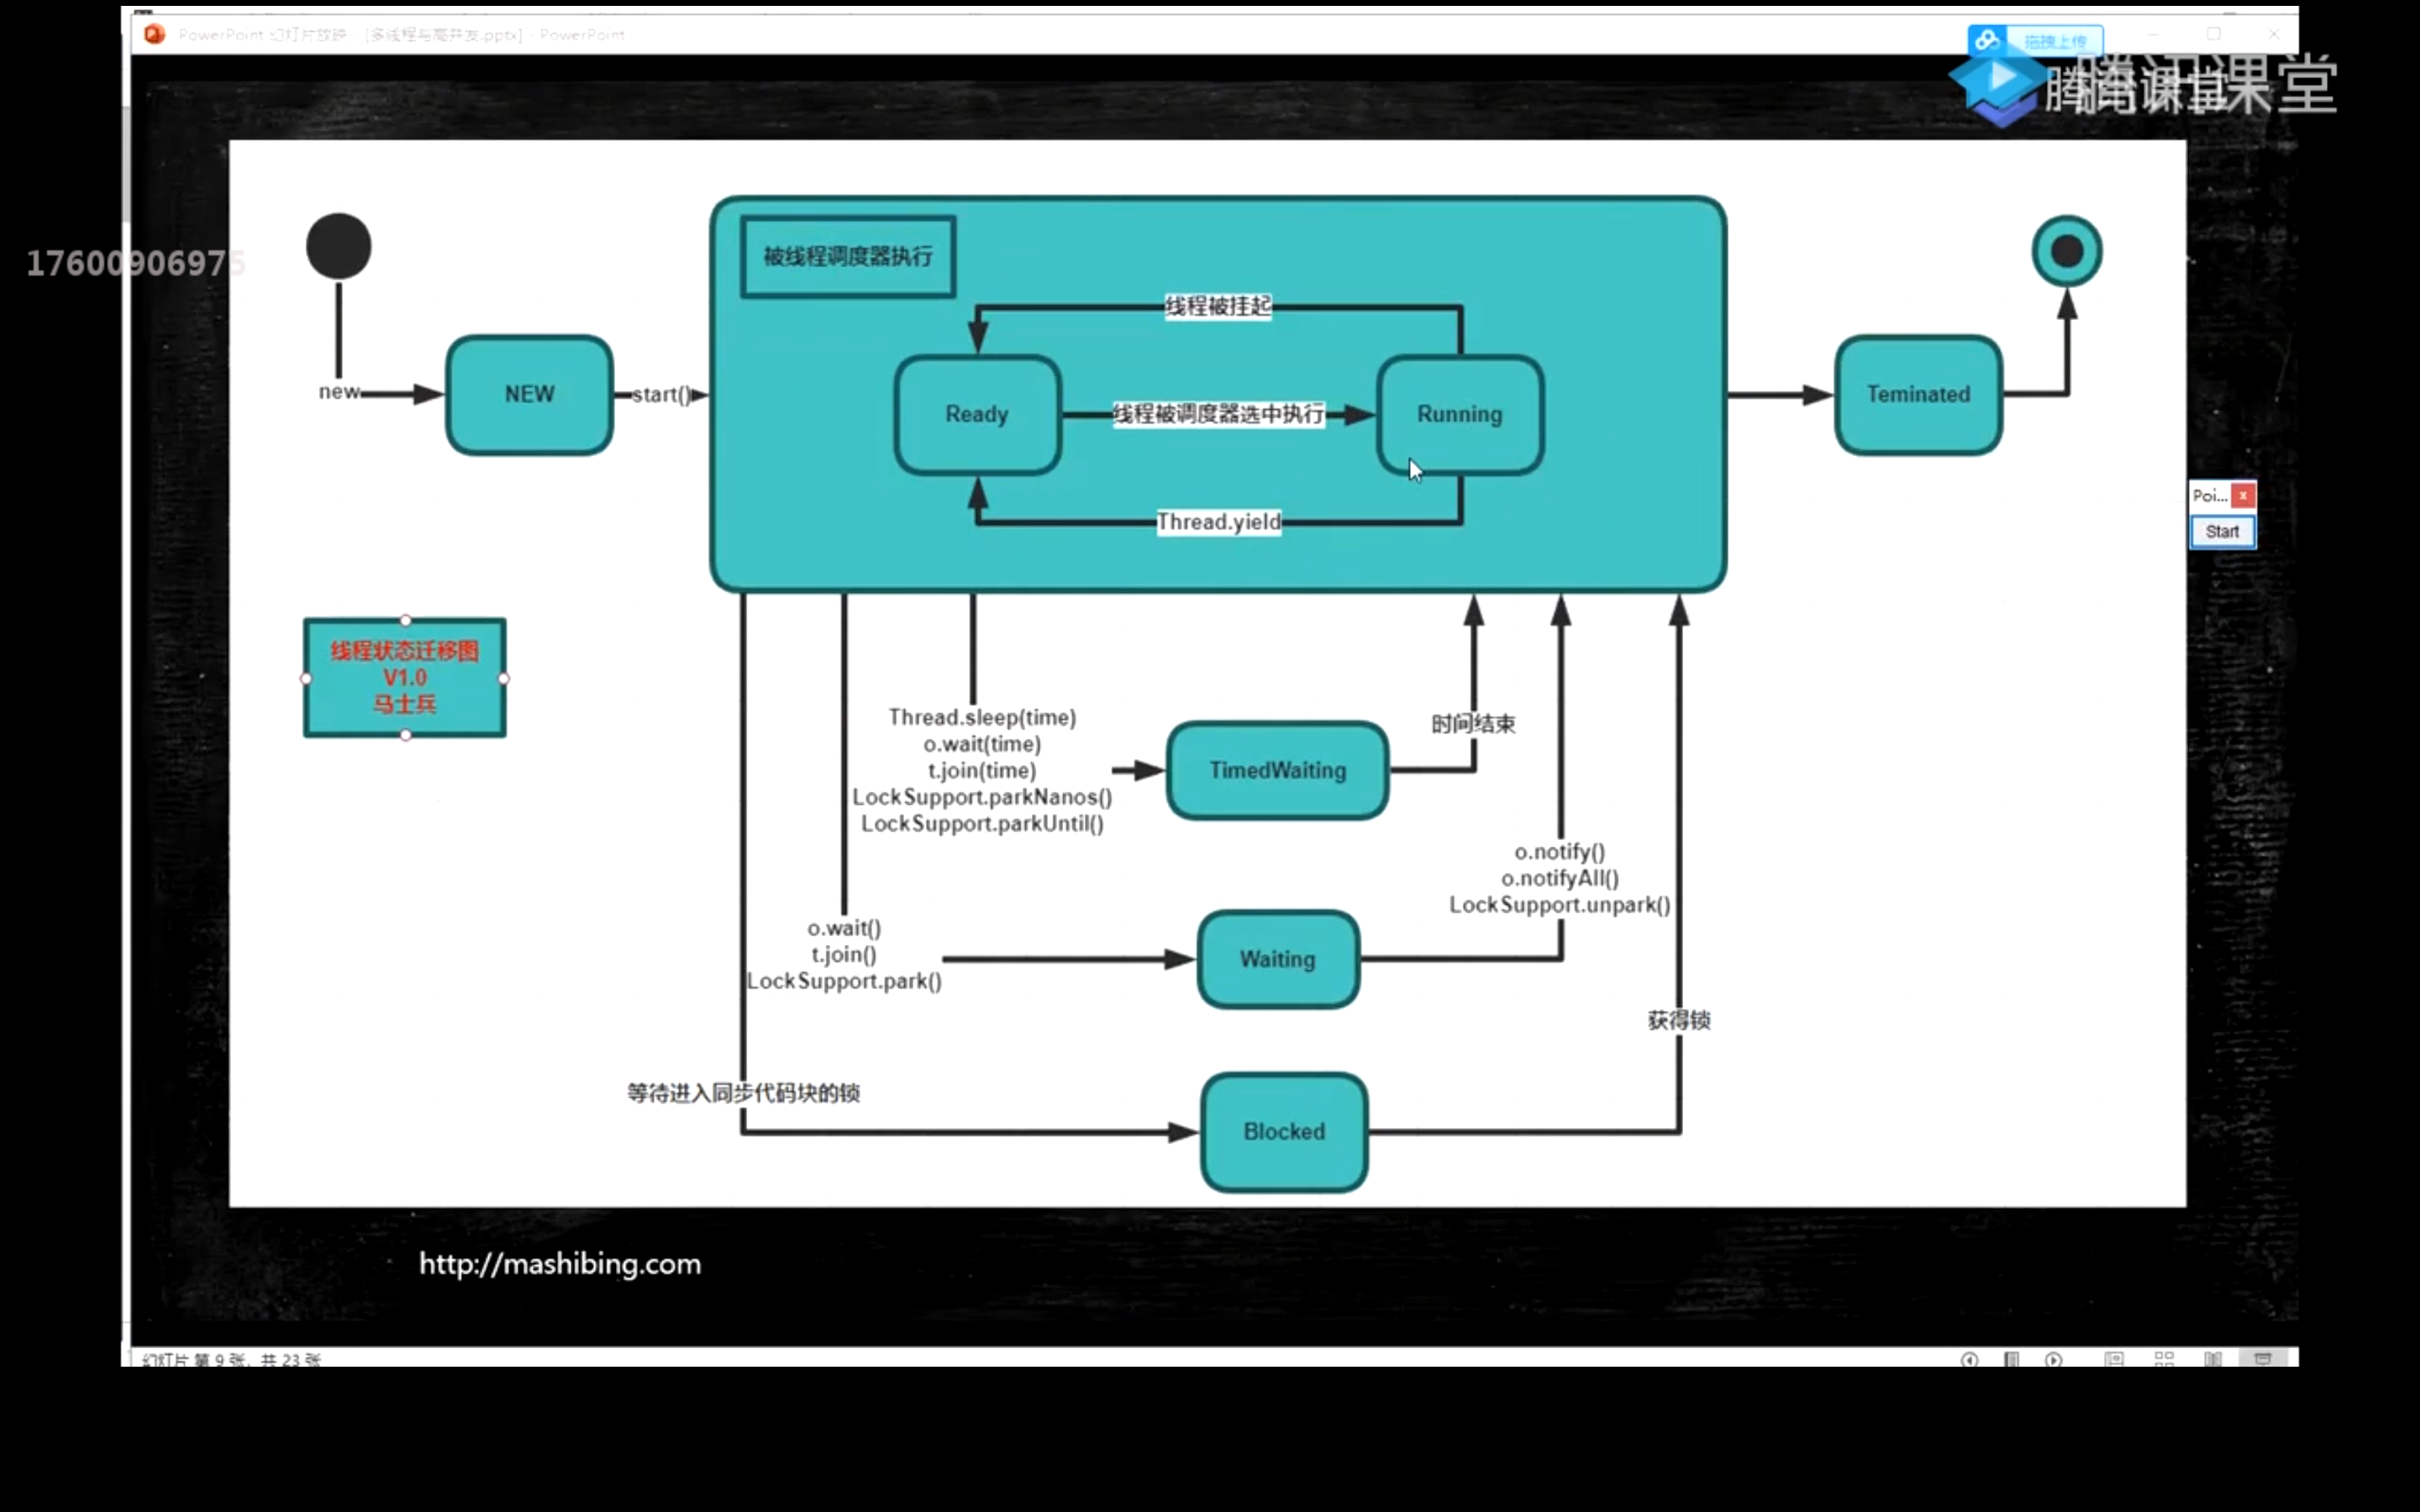 PowerPoint 幻灯片放映 - [多线程与高并发.pptx] - PowerPoint
拖拽上传
腾讯课堂
17600906975
被线程调度器执行
线程被挂起
new
NEW
start()
Ready
线程被调度器选中执行
Running
Teminated
Thread.yield
Poi...
x
Start
线程状态迁移图
V1.0
马士兵
Thread.sleep(time)
o.wait(time)
t.join(time)
LockSupport.parkNanos()
LockSupport.parkUntil()
TimedWaiting
时间结束
o.notify()
o.notifyAll()
LockSupport.unpark()
o.wait()
t.join()
LockSupport.park()
Waiting
获得锁
等待进入同步代码块的锁
Blocked
http://mashibing.com
幻灯片 第 9 张, 共 23 张